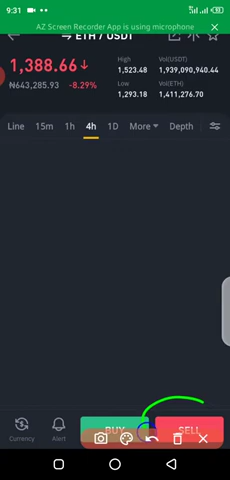 9:31
AZ Screen Recorder App is using microphone
ETH / USDT
1,388.66↓
₦643,285.93 -8.29%
High
1,523.48
Vol(USDT)
1,939,090,940.44
Low
1,293.18
Vol(ETH)
1,411,276.70
Line 15m 1h 4h 1D More Depth
Currency Alert BUY SELL